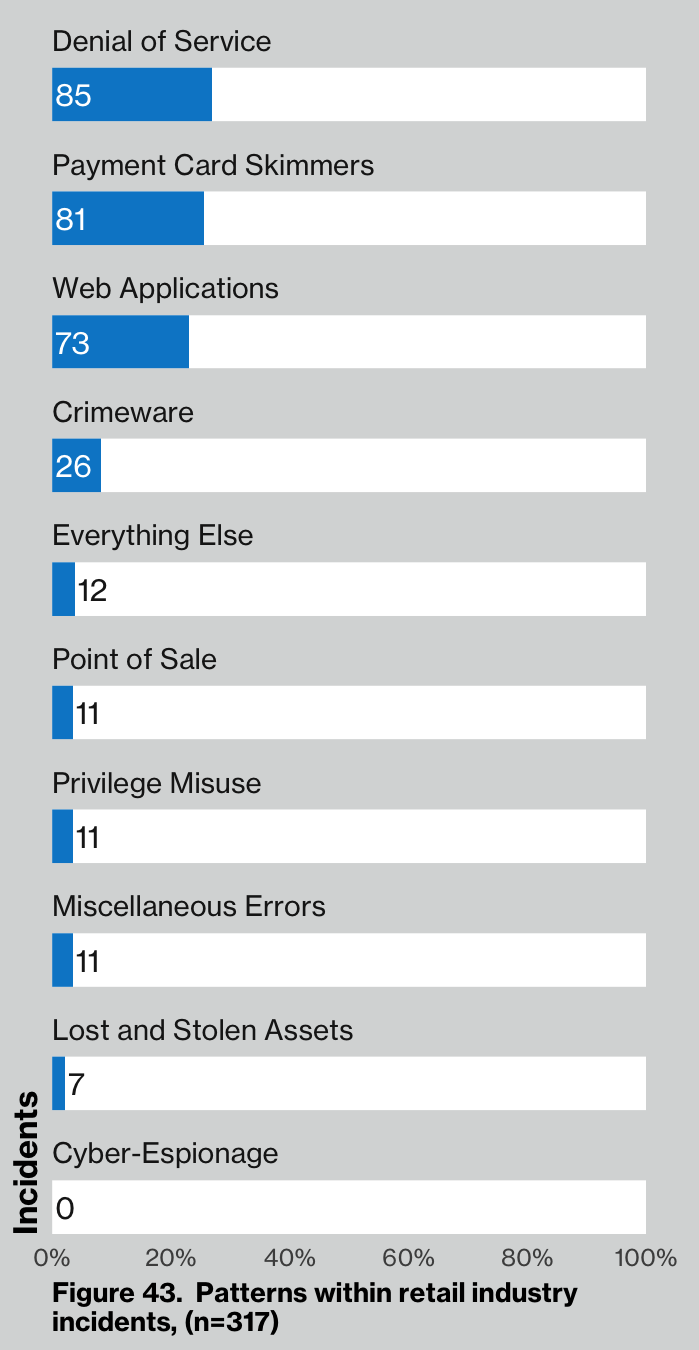 Denial of Service
85
Payment Card Skimmers
81
Web Applications
73
Crimeware
26
Everything Else
12
Point of Sale
11
Privilege Misuse
11
Miscellaneous Errors
11
Lost and Stolen Assets
7
Cyber-Espionage
0
Incidents
0% 20% 40% 60% 80% 100%
Figure 43. Patterns within retail industry
incidents, (n=317)